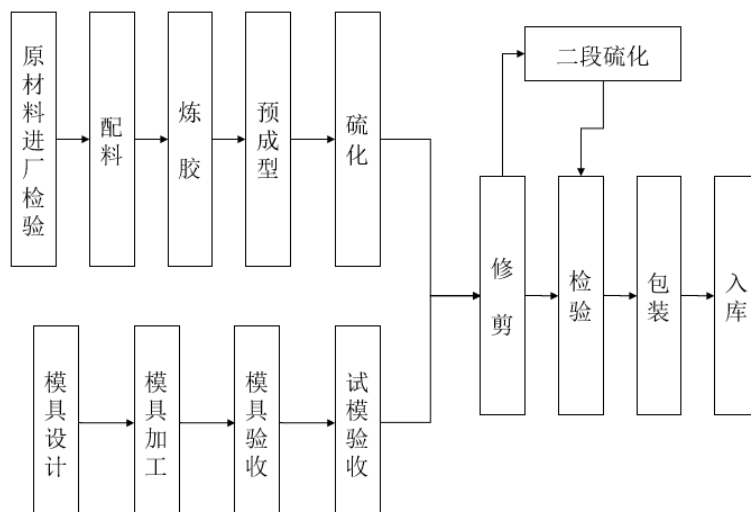 原材料进厂检验
配料
炼胶
预成型
硫化
二段硫化
修剪
检验
包装
入库
模具设计
模具加工
模具验收
试模验收